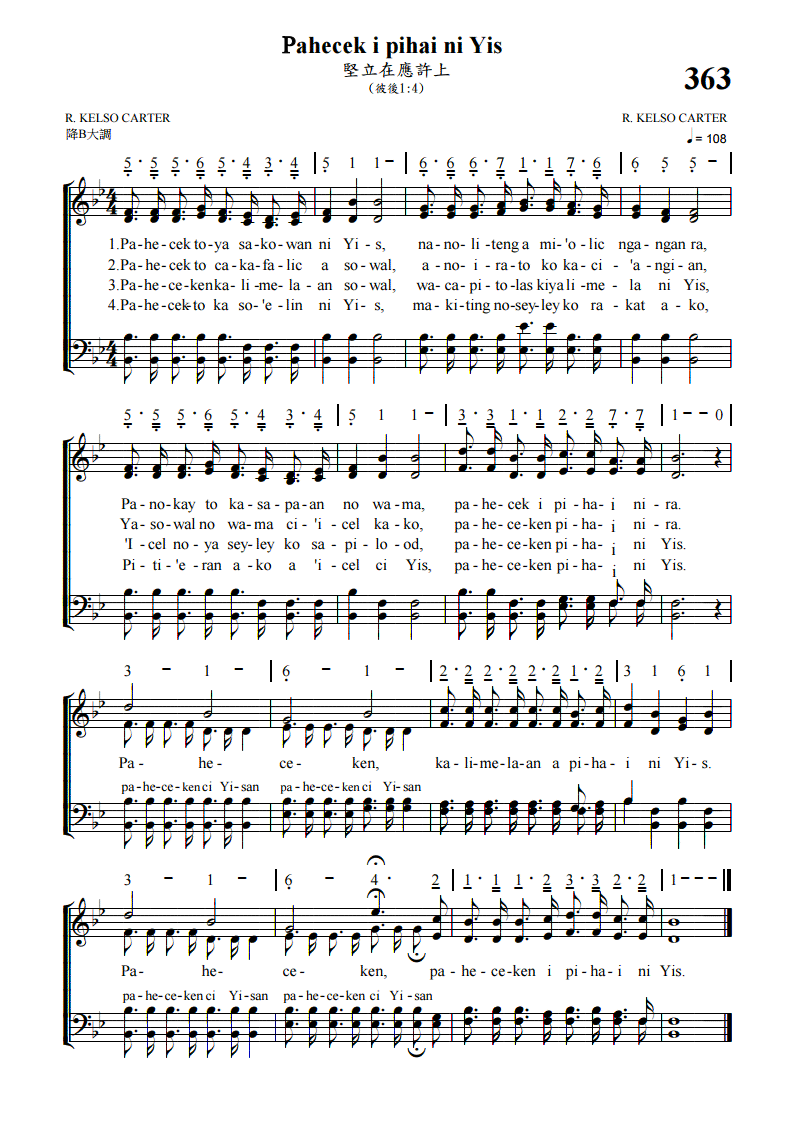 Pahecek i pihai ni Yis
堅立在應許上
(彼後1:4)
363
R. KELSO CARTER
R. KELSO CARTER
降B大調
= 108
5 · 5 5 · 6 5 · 4 3 · 4 | 5 1 1 – | 6 · 6 6 · 7 1 · 1 7 · 6 | 6 5 5 – |
1.Pa-hecek to-ya sa-ko-wan ni Yi-s, na-no-li-teng a mi-'o-lic nga-ngan ra,
2.Pa-he-cek to ca-ka-fa-lic a so-wal, a-no-i-ra-to ko ka-ci-'a-ngi-an,
3.Pa-he-ce-ken ka-li-me-la-an so-wal, wa-ca-pi-to-las kiya li-me-la ni Yis,
4.Pa-he-cek-to ka so-'e-lin ni Yi-s, ma-ki-ting no-sey-ley ko ra-kat a-ko,
5 · 5 5 · 6 5 · 4 3 · 4 | 5 1 1 – | 3 · 3 1 · 1 2 · 2 7 · 7 | 1 – – 0 |
Pa-no-kay to ka-sa-pa-an no wa-ma, pa-he-cek i pi-ha-i ni-ra.
Ya-so-wal no wa-ma ci-'i-cel ka-ko, pa-he-ce-ken pi-ha-i ni-ra.
'I-cel no-ya sey-ley ko sa-pi-lo-od, pa-he-ce-ken pi-ha-i ni Yis.
Pi-ti-'e-ran a-ko a 'i-cel ci Yis, pa-he-ce-ken pi-ha-i ni Yis.
3 – 1 – | 6 – 1 – | 2 · 2 2 · 2 2 · 2 1 · 2 | 3 1 6 1 |
Pa- he- ce- ken, ka-li-me-la-an a pi-ha-i ni Yi-s.
pa-he-ce-ken ci Yi-san pa-he-ce-ken ci Yi-san
3 – 1 – | 6 – 4 · 2 | 1 · 1 1 · 2 3 · 3 2 · 2 | 1 – – – ||
Pa- he- ce- ken, pa-he-ce-ken i pi-ha-i ni Yis.
pa-he-ce-ken ci Yi-san pa-he-ce-ken ci Yi-san